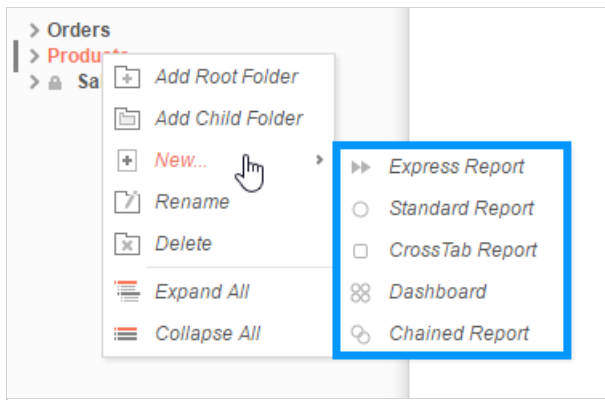 Orders
Products
Sa
Add Root Folder
Add Child Folder
New...
Express Report
Rename
Standard Report
Delete
CrossTab Report
Expand All
Dashboard
Collapse All
Chained Report